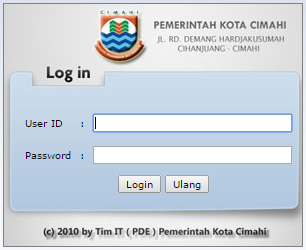 CIMAHI
PEMERINTAH KOTA CIMAHI
JL. RD. DEMANG HARDJAKUSUMAH
CIHANJUANG - CIMAHI
Log in
User ID :
Password :
Login Ulang
(c) 2010 by Tim IT ( PDE ) Pemerintah Kota Cimahi